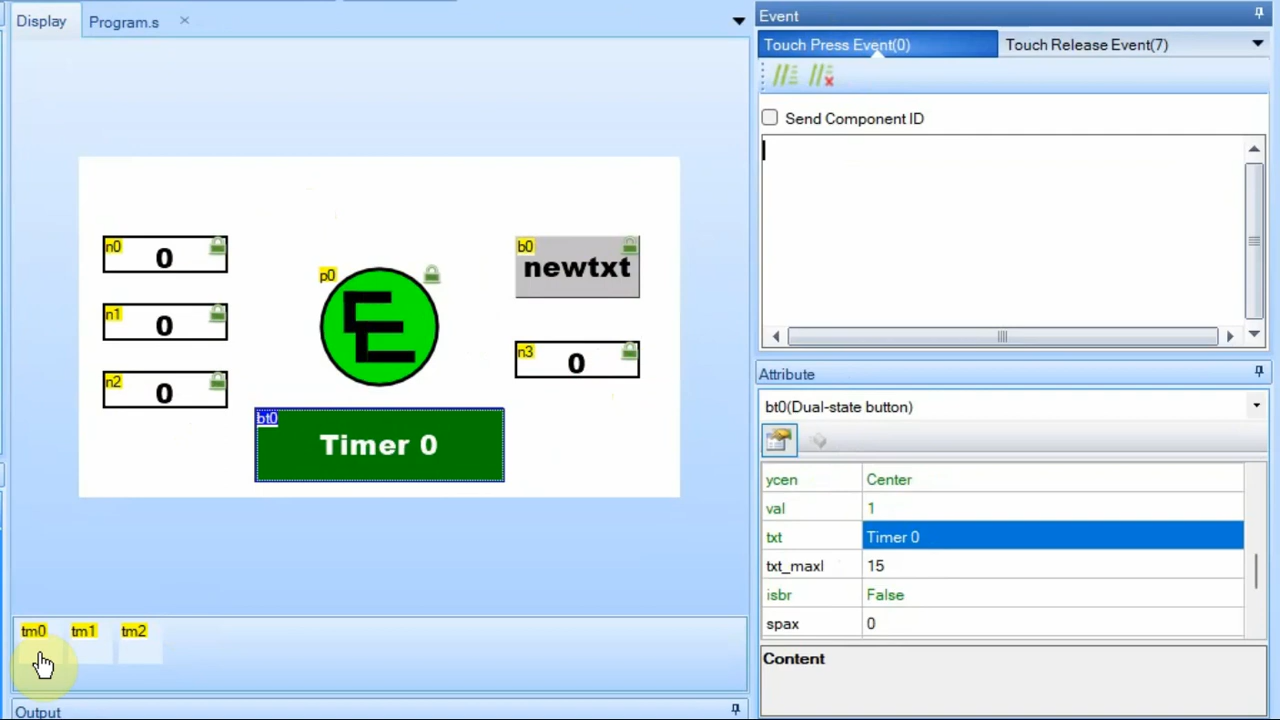 Display
Program.s
n0
0
n1
0
n2
0
p0
E
E
b0
newtxt
n3
0
bt0
Timer 0
tm0
tm1
tm2
Output
Event
Touch Press Event(0)
Touch Release Event(7)
Send Component ID
Attribute
bt0(Dual-state button)
ycen Center
val 1
txt Timer 0
txt_maxl 15
isbr False
spax 0
Content